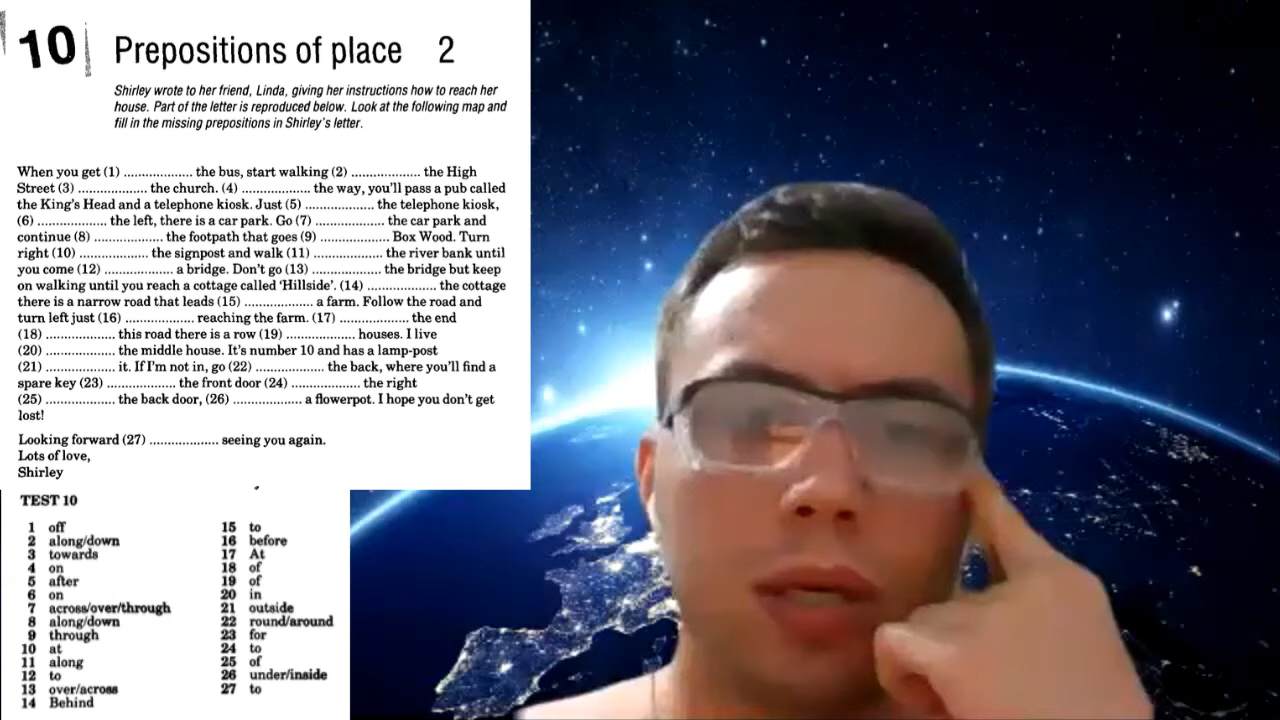 10 Prepositions of place 2
Shirley wrote to her friend, Linda, giving her instructions how to reach her
house. Part of the letter is reproduced below. Look at the following map and
fill in the missing prepositions in Shirley's letter.
When you get (1) .................. the bus, start walking (2) .................. the High
Street (3) .................. the church. (4) .................. the way, you'll pass a pub called
the King's Head and a telephone kiosk. Just (5) .................. the telephone kiosk,
(6) .................. the left, there is a car park. Go (7) .................. the car park and
continue (8) .................. the footpath that goes (9) .................. Box Wood. Turn
right (10) .................. the signpost and walk (11) .................. the river bank until
you come (12) .................. a bridge. Don't go (13) .................. the bridge but keep
on walking until you reach a cottage called 'Hillside'. (14) .................. the cottage
there is a narrow road that leads (15) .................. a farm. Follow the road and
turn left just (16) .................. reaching the farm. (17) .................. the end
(18) .................. this road there is a row (19) .................. houses. I live
(20) .................. the middle house. It's number 10 and has a lamp-post
(21) .................. it. If I'm not in, go (22) .................. the back, where you'll find a
spare key (23) .................. the front door (24) .................. the right
(25) .................. the back door, (26) .................. a flowerpot. I hope you don't get
lost!
Looking forward (27) .................. seeing you again.
Lots of love,
Shirley
TEST 10
1 off
2 along/down
3 towards
4 on
5 after
6 on
7 across/over/through
8 along/down
9 through
10 at
11 along
12 to
13 over/across
14 Behind
15 to
16 before
17 At
18 of
19 of
20 in
21 outside
22 round/around
23 for
24 to
25 of
26 under/inside
27 to